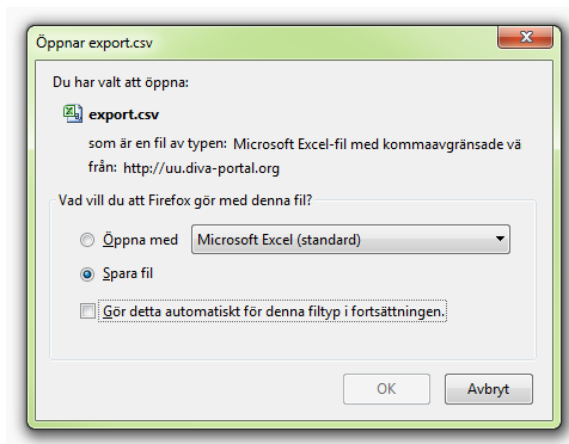 Öppnar export.csv
Du har valt att öppna:
export.csv
som är en fil av typen: Microsoft Excel-fil med kommaavgränsade vä
från: http://uu.diva-portal.org
Vad vill du att Firefox gör med denna fil?
Öppna med Microsoft Excel (standard)
Spara fil
Gör detta automatiskt för denna filtyp i fortsättningen.
OK Avbryt